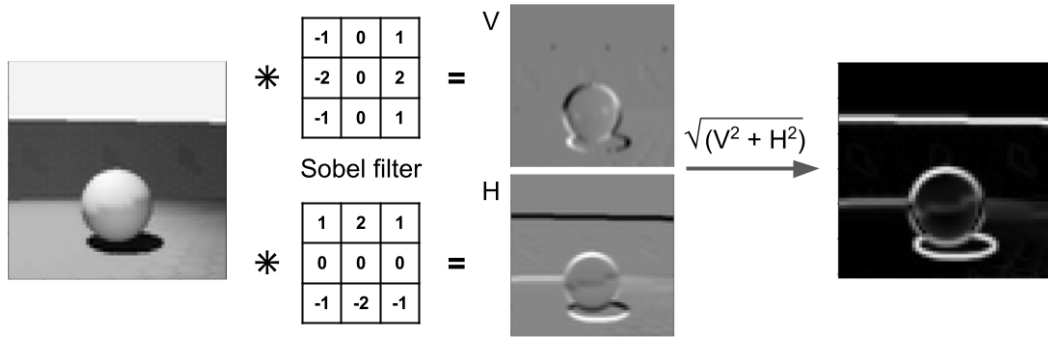 V
-1 0 1
-2 0 2
-1 0 1
* =
√(V² + H²)
Sobel filter
H
1 2 1
0 0 0
-1 -2 -1
* =